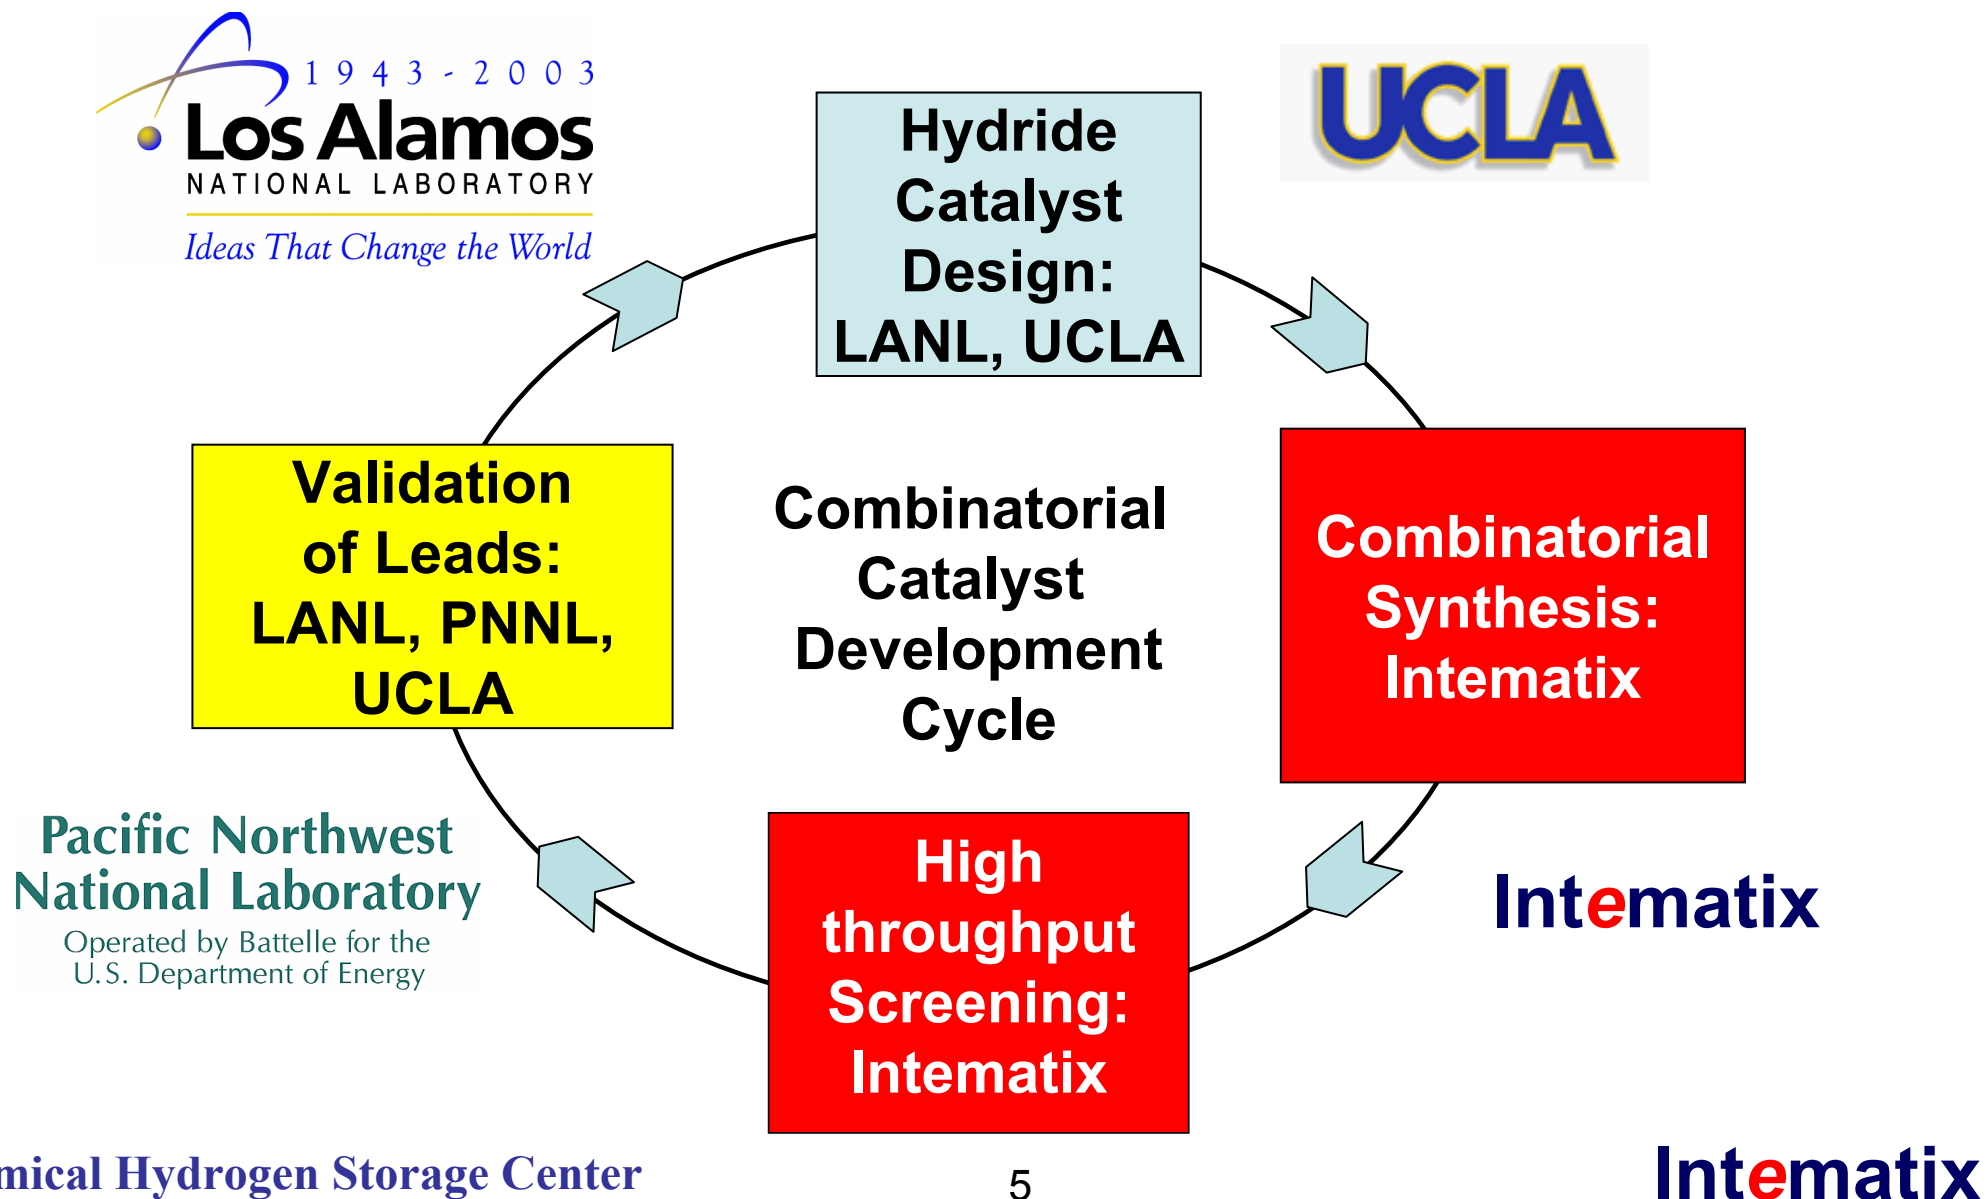 1943-2003
Los Alamos
NATIONAL LABORATORY
Ideas That Change the World
UCLA
Hydride
Catalyst
Design:
LANL, UCLA
Validation
of Leads:
LANL, PNNL,
UCLA
Combinatorial
Catalyst
Development
Cycle
Combinatorial
Synthesis:
Intematix
High
throughput
Screening:
Intematix
Pacific Northwest
National Laboratory
Operated by Battelle for the
U.S. Department of Energy
Intematix
mical Hydrogen Storage Center
5
Intematix